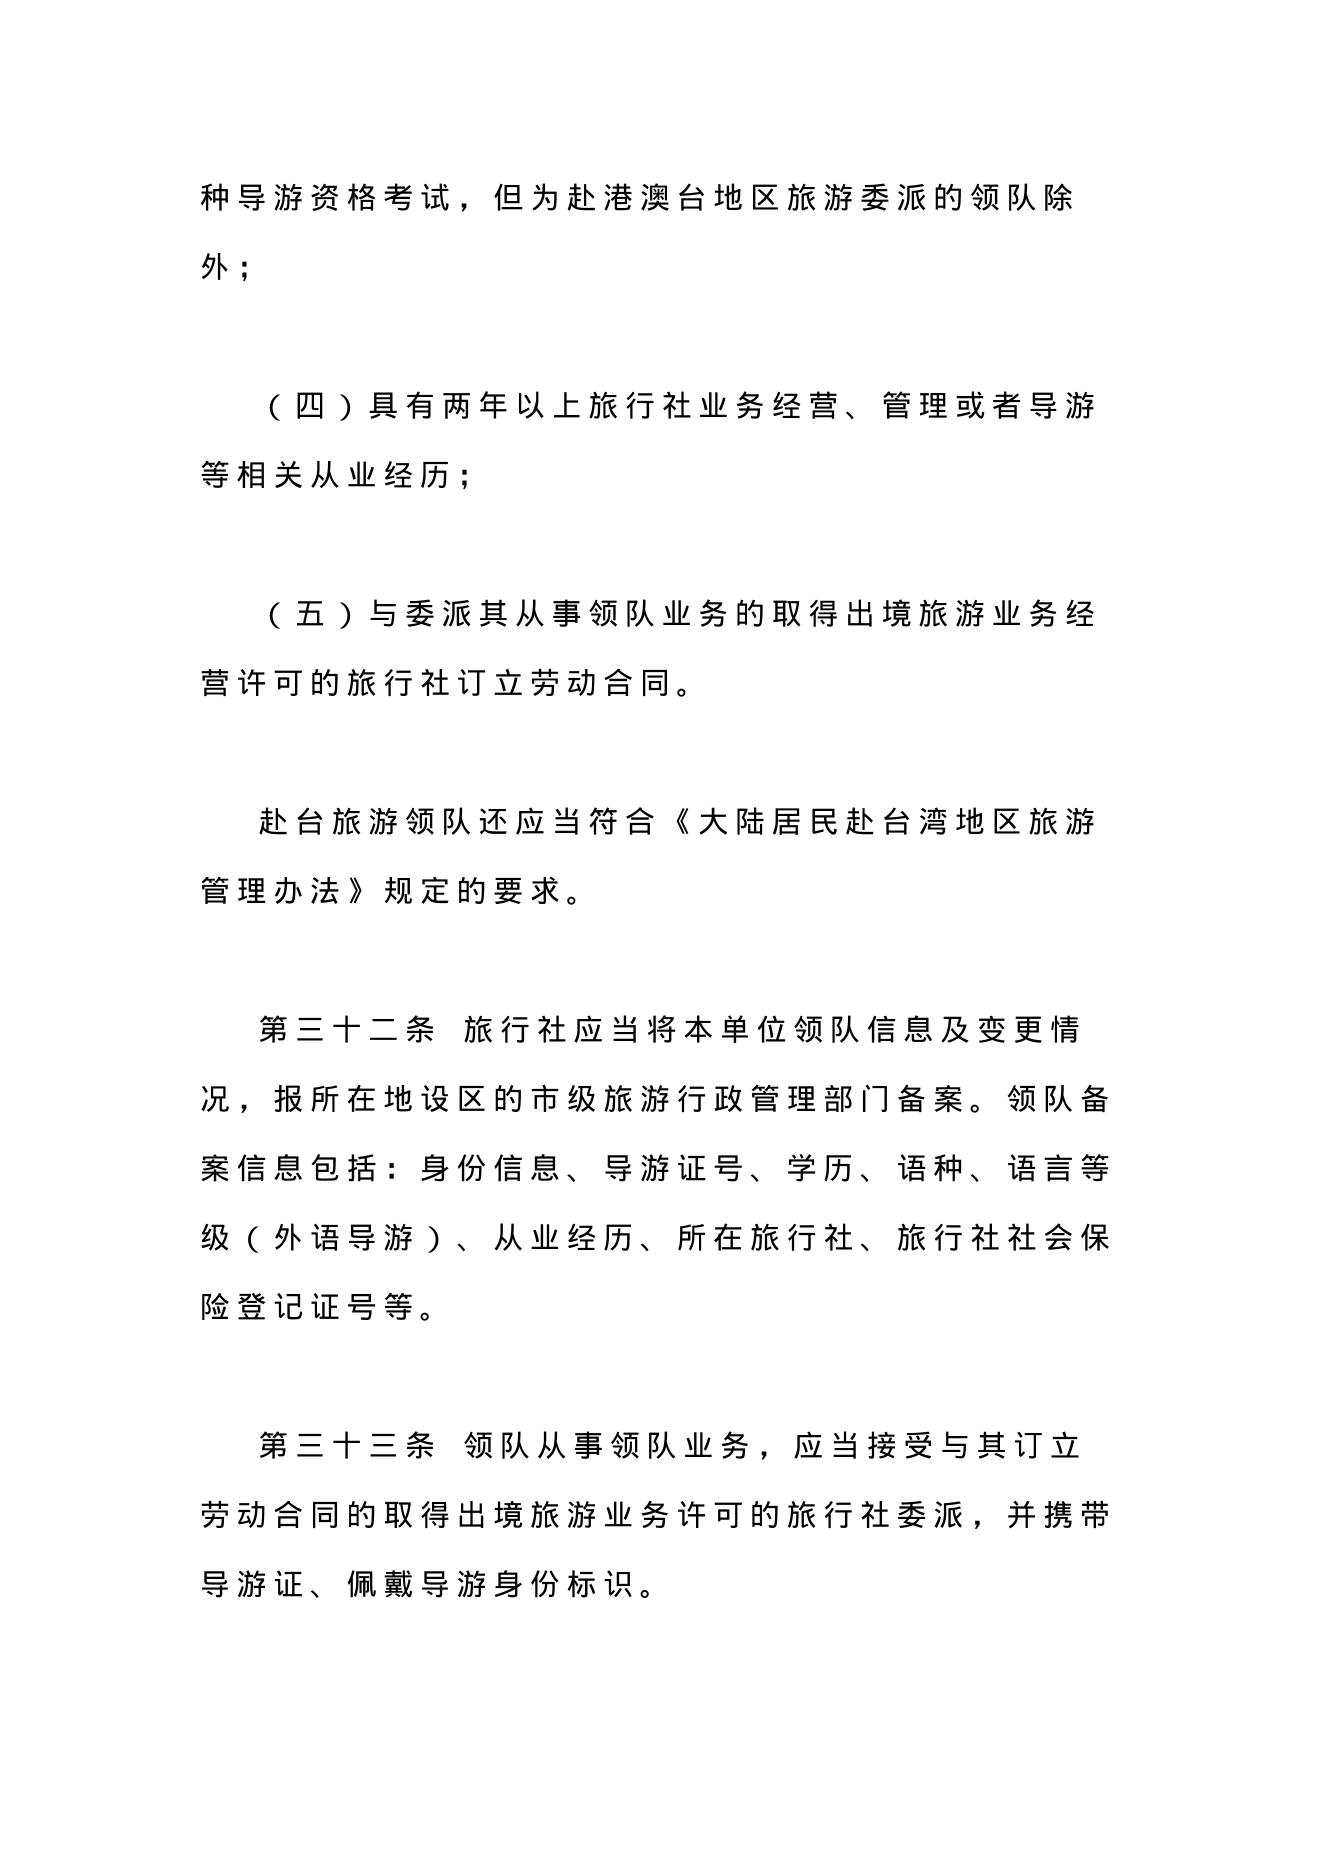 种导游资格考试，但为赴港澳台地区旅游委派的领队除
外；
（四）具有两年以上旅行社业务经营、管理或者导游
等相关从业经历；
（五）与委派其从事领队业务的取得出境旅游业务经
营许可的旅行社订立劳动合同。
赴台旅游领队还应当符合《大陆居民赴台湾地区旅游
管理办法》规定的要求。
第三十二条 旅行社应当将本单位领队信息及变更情
况，报所在地设区的市级旅游行政管理部门备案。领队备
案信息包括：身份信息、导游证号、学历、语种、语言等
级（外语导游）、从业经历、所在旅行社、旅行社社会保
险登记证号等。
第三十三条 领队从事领队业务，应当接受与其订立
劳动合同的取得出境旅游业务许可的旅行社委派，并携带
导游证、佩戴导游身份标识。